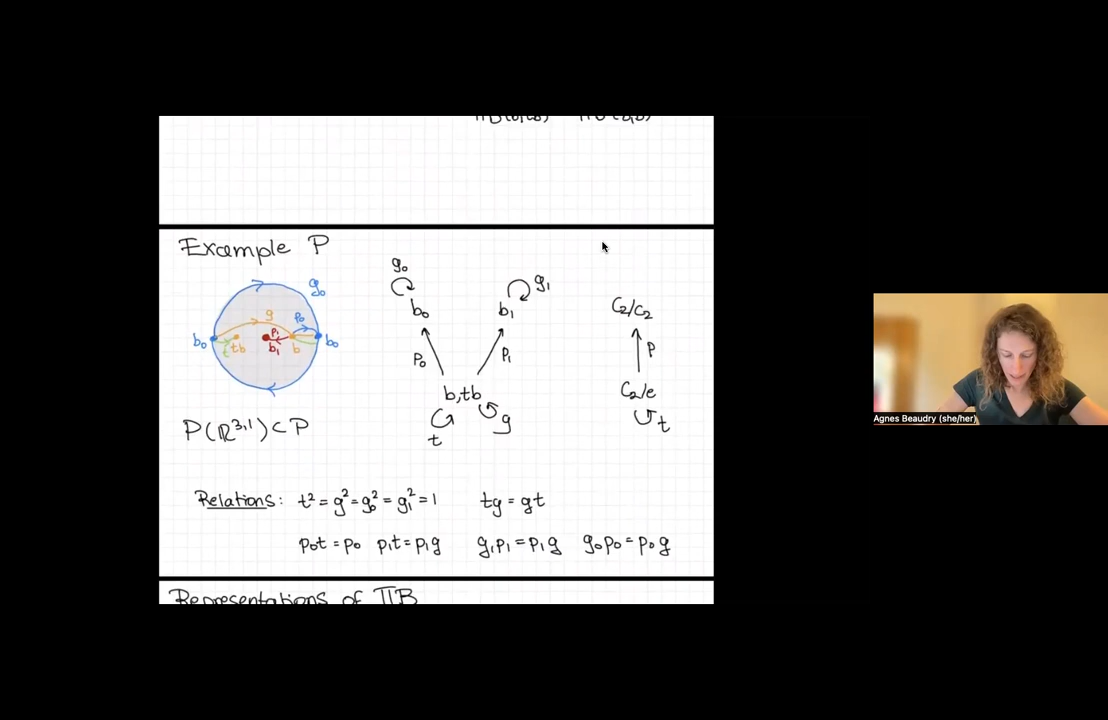 Example P
g₀
b₀
g
p₀
t
tb
p₁
b₁
b
b₀
P(ℝ³,¹) ⊂ P
g₀
b₀
g₁
b₁
p₀
p₁
b, tb
t
g
C₂/C₂
p
C₂/e
t
Relations: t² = g² = g₀² = g₁² = 1 tg = gt
p₀t = p₀ p₁t = p₁g g₁p₁ = p₁g g₀p₀ = p₀g
Representations of ΠB
Agnes Beaudry (she/her)